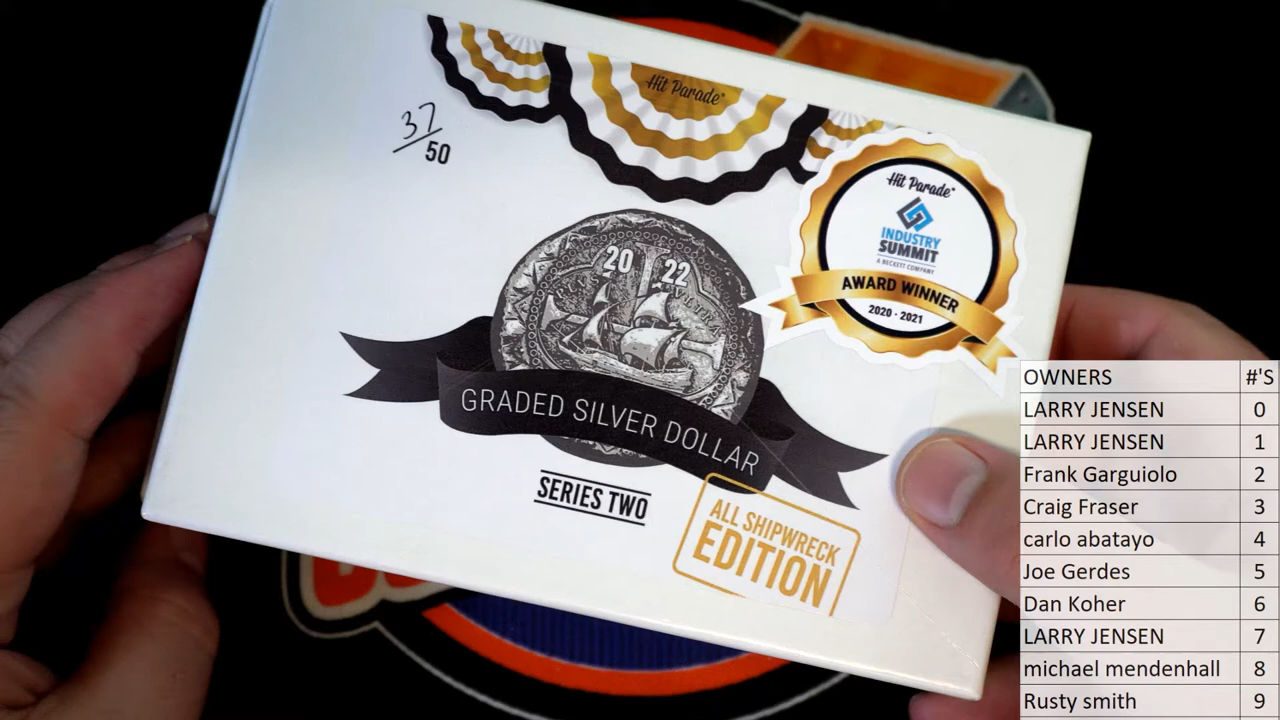 Hit Parade
37/50
Hit Parade
INDUSTRY
SUMMIT
A BECKETT COMPANY
AWARD WINNER
2020 - 2021
20 22
GRADED SILVER DOLLAR
SERIES TWO
ALL SHIPWRECK
EDITION
OWNERS #'S
LARRY JENSEN 0
LARRY JENSEN 1
Frank Garguiolo 2
Craig Fraser 3
carlo abatayo 4
Joe Gerdes 5
Dan Koher 6
LARRY JENSEN 7
michael mendenhall 8
Rusty smith 9